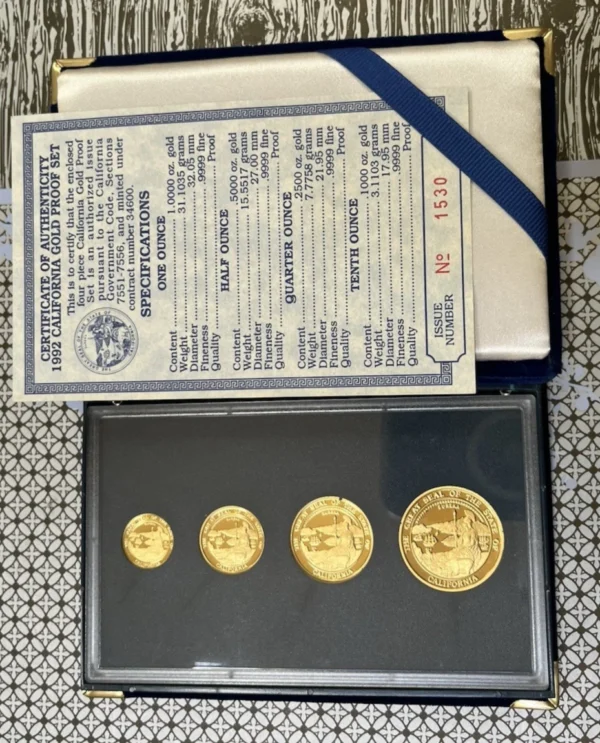 CERTIFICATE OF AUTHENTICITY
1992 CALIFORNIA GOLD PROOF SET
This is to certify that the enclosed
four piece California Gold Proof
Set is an authorized issue
pursuant to the California
Government Code, Sections
7551-7556, and minted under
contract number 34600.
SPECIFICATIONS
ONE OUNCE
Content 1.0000 oz. gold
Weight 31.1035 grams
Diameter 32.05 mm
Fineness .9999 fine
Quality Proof
HALF OUNCE
Content .5000 oz. gold
Weight 15.5517 grams
Diameter 27.00 mm
Fineness .9999 fine
Quality Proof
QUARTER OUNCE
Content .2500 oz. gold
Weight 7.7758 grams
Diameter 21.95 mm
Fineness .9999 fine
Quality Proof
TENTH OUNCE
Content .1000 oz. gold
Weight 3.1103 grams
Diameter 17.95 mm
Fineness .9999 fine
Quality Proof
ISSUE
NUMBER
No 1530
THE GREAT SEAL OF THE STATE OF
EUREKA
CALIFORNIA
SEAL OF THE
CALIFORNIA